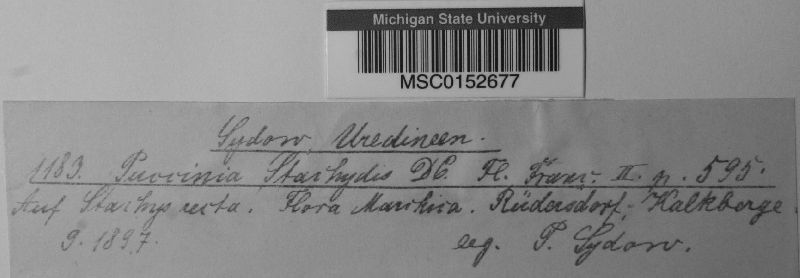 Michigan State University
MSC0152677
Sydow, Uredineen.
1183. Puccinia Stachydis DC. Fl. Franc. II. p. 595.
Auf Stachys recta. Flora Marchica. Rüdersdorf, Kalkberge.
9. 1897. leg. P. Sydow.